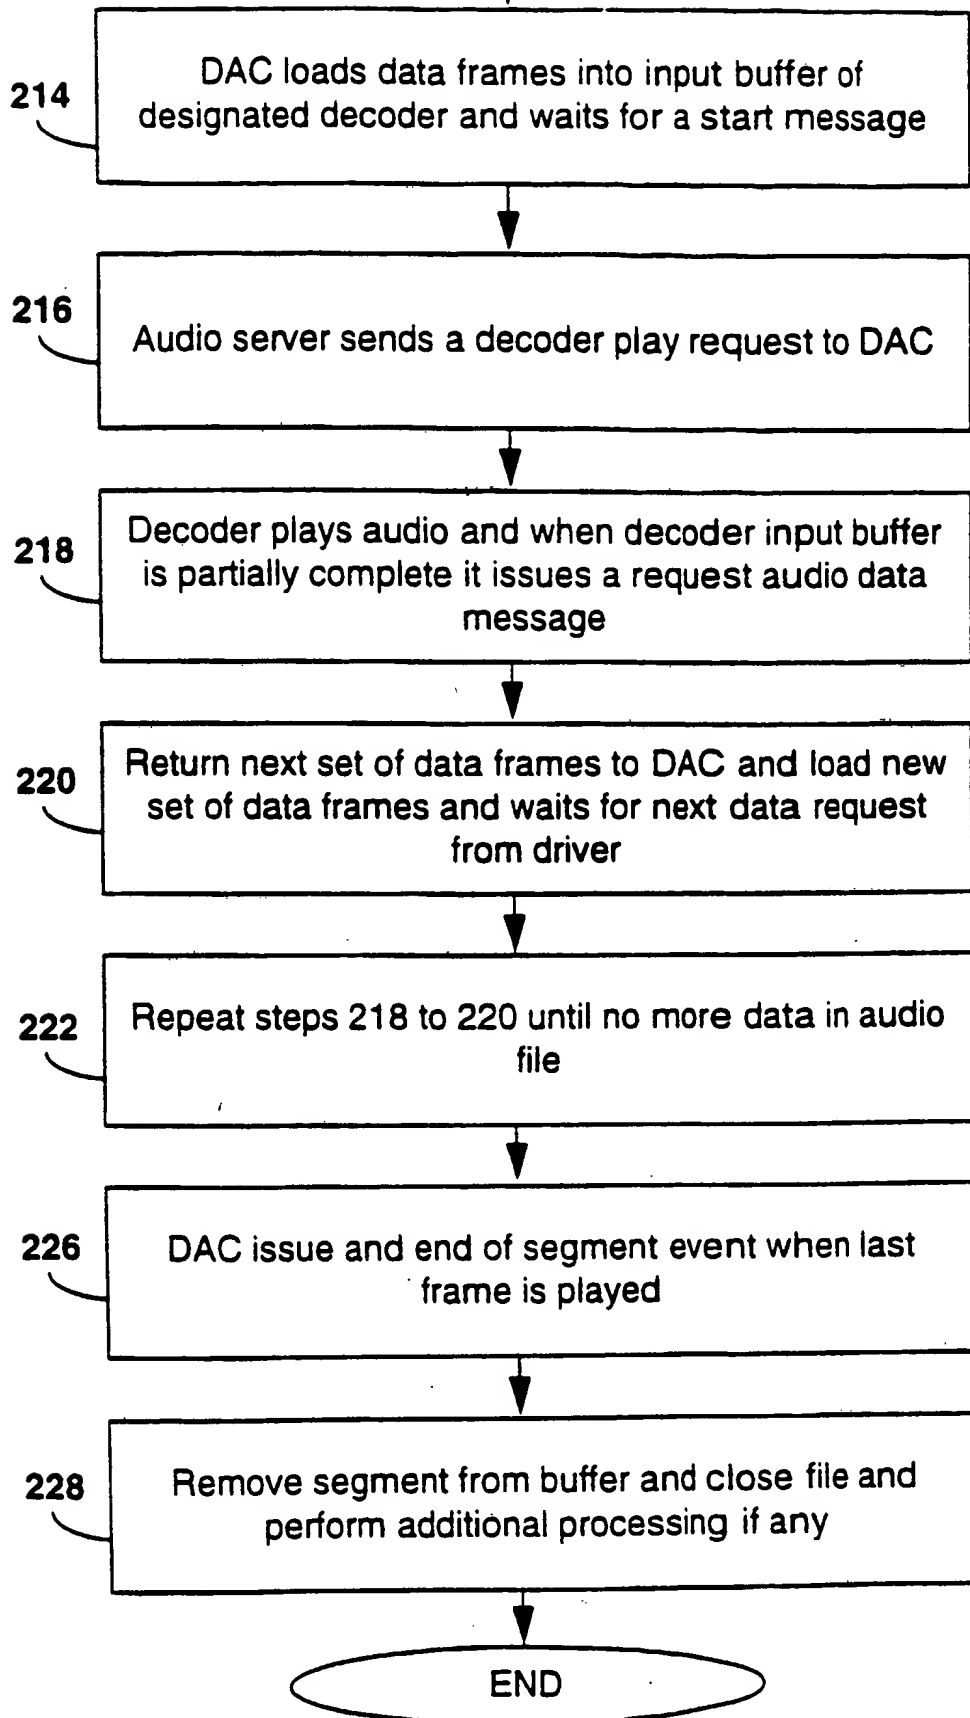 214
DAC loads data frames into input buffer of
designated decoder and waits for a start message
216
Audio server sends a decoder play request to DAC
218
Decoder plays audio and when decoder input buffer
is partially complete it issues a request audio data
message
220
Return next set of data frames to DAC and load new
set of data frames and waits for next data request
from driver
222
Repeat steps 218 to 220 until no more data in audio
file
226
DAC issue and end of segment event when last
frame is played
228
Remove segment from buffer and close file and
perform additional processing if any
END